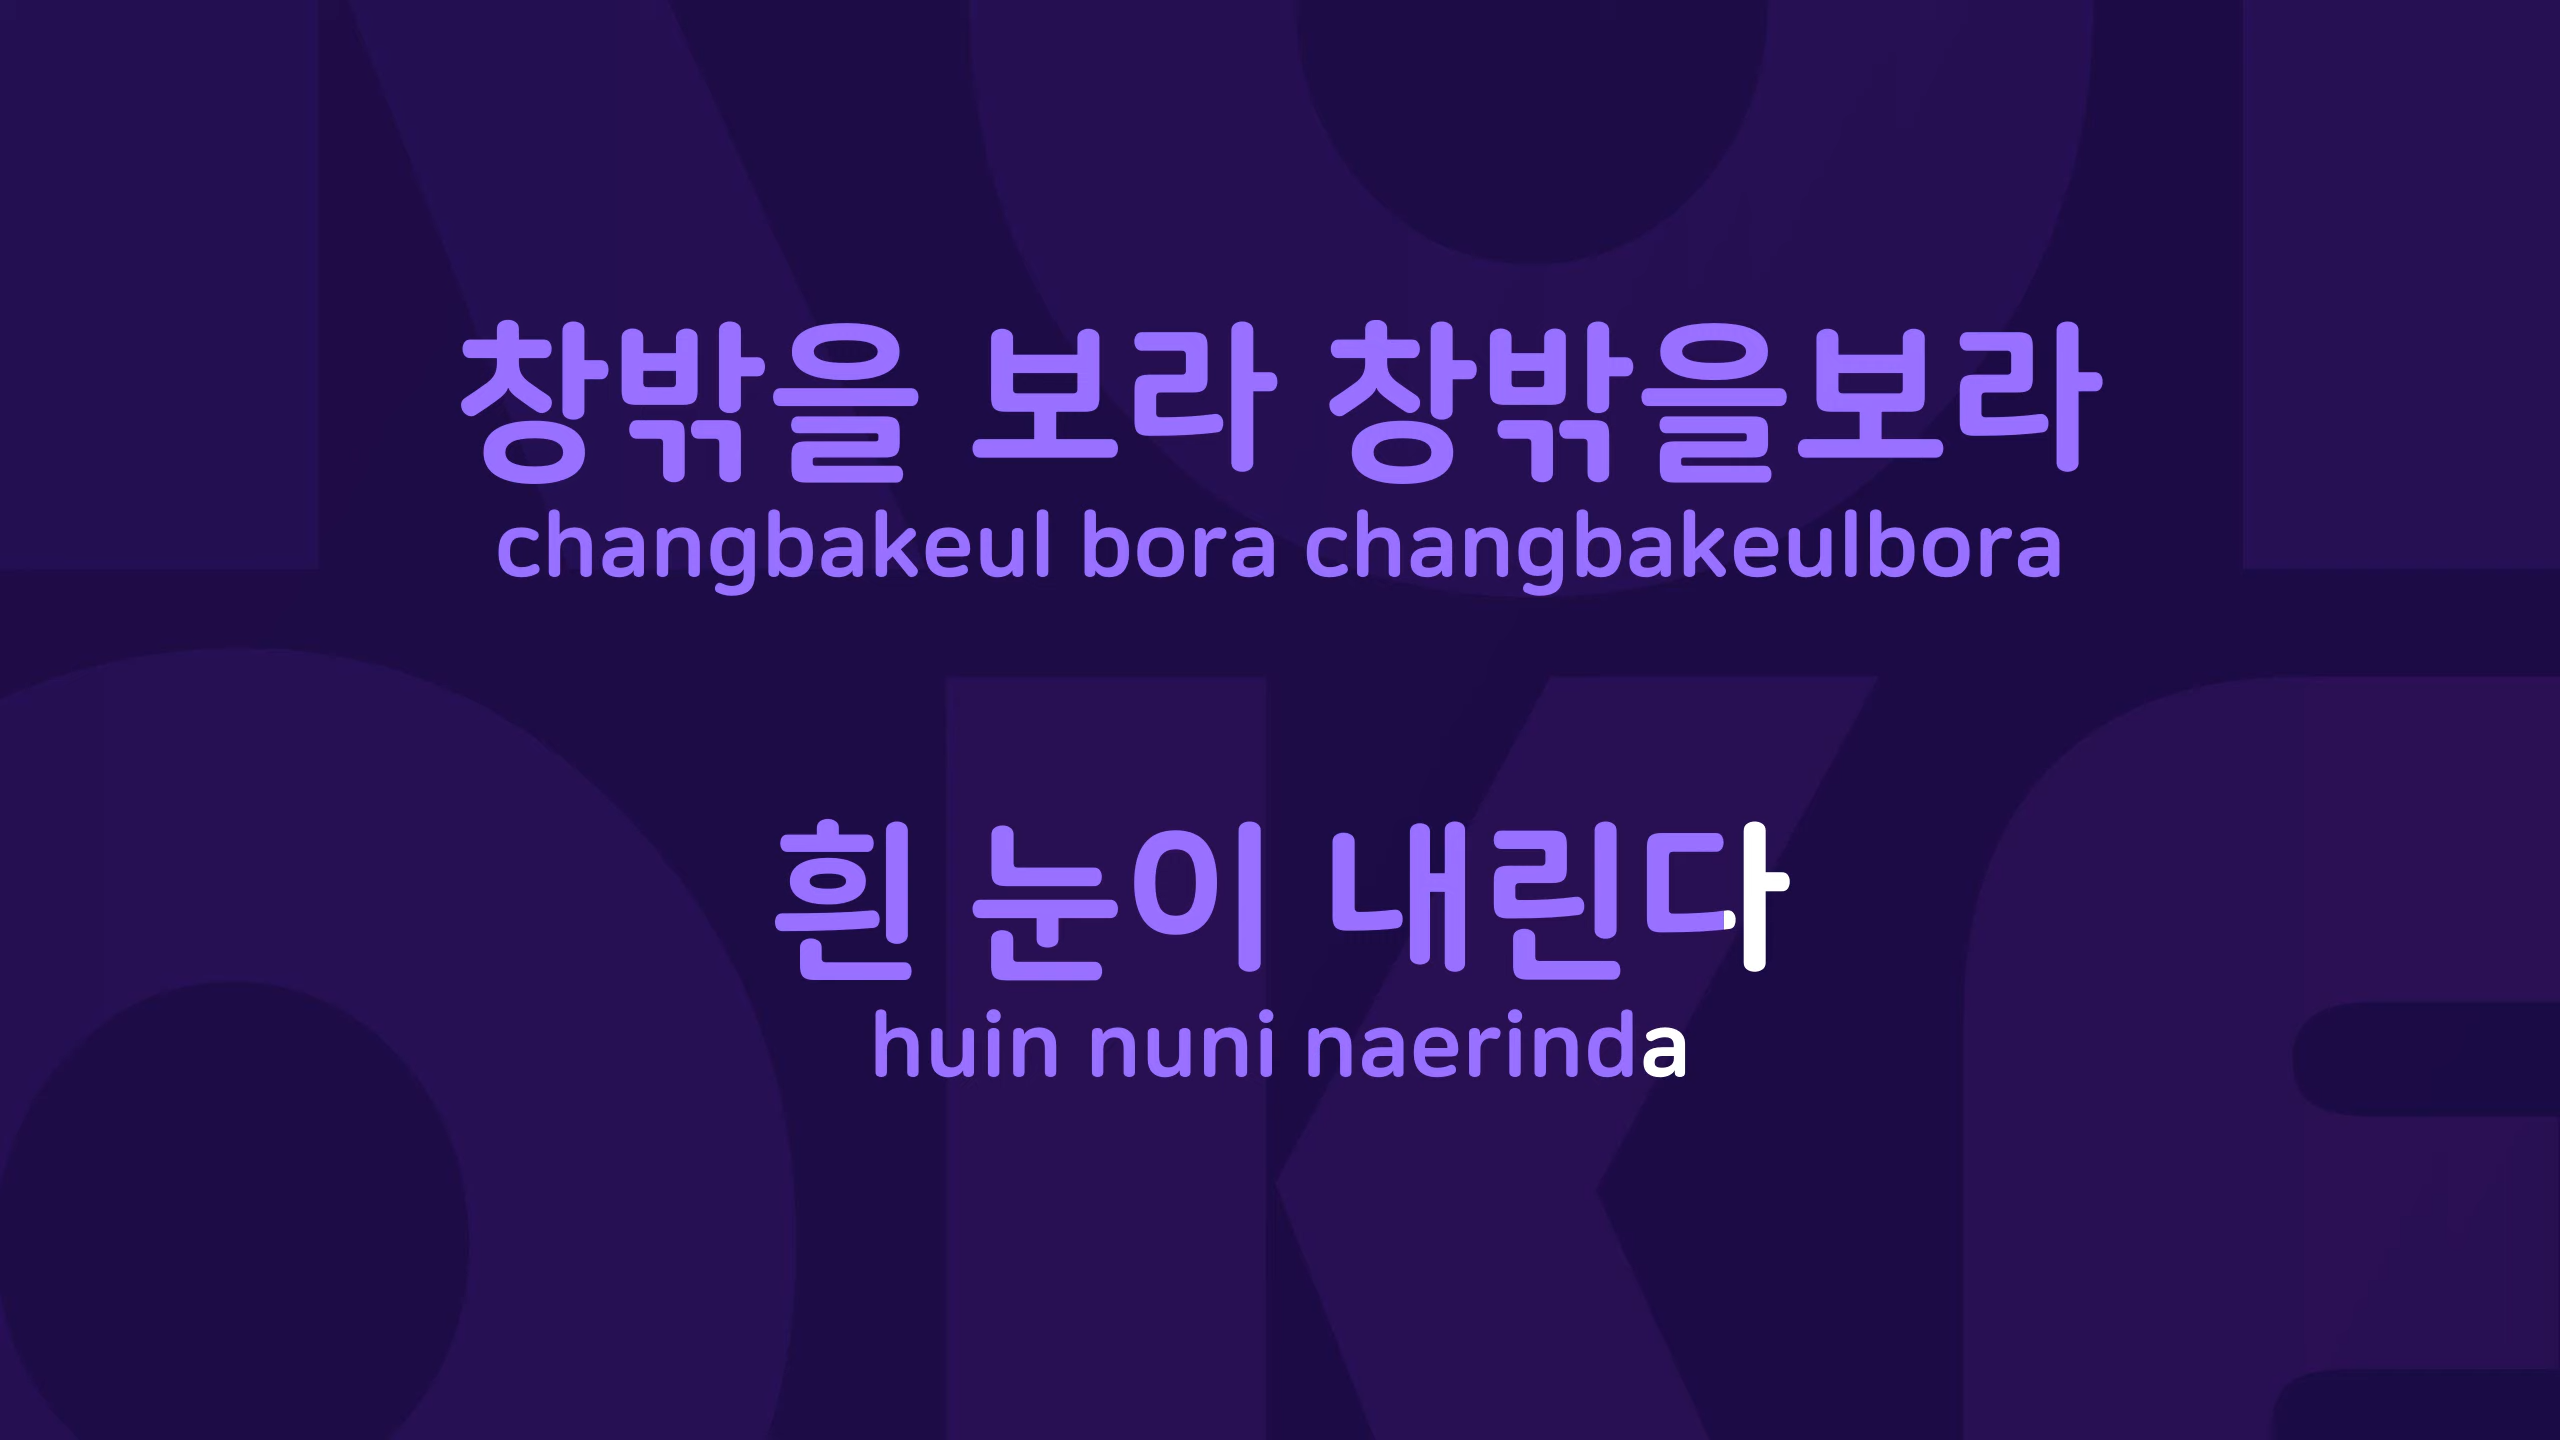 창밖을 보라 창밖을보라
changbakeul bora changbakeulbora
흰 눈이 내린다
huin nuni naerinda